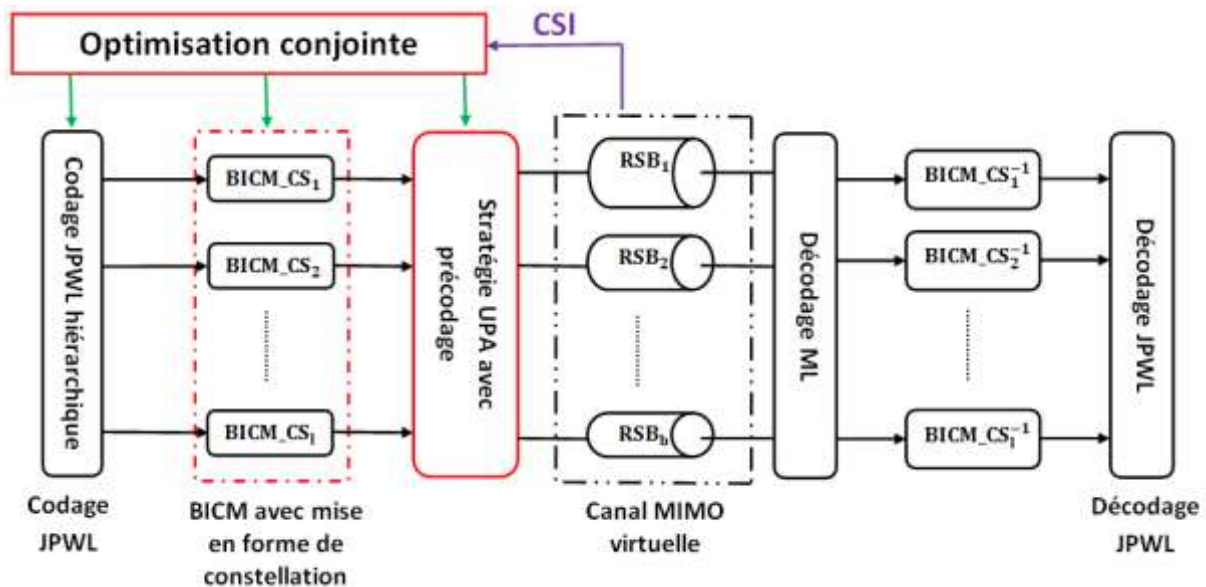 CSI
Optimisation conjointe
Codage JPWL hiérarchique
BICM_CS₁
BICM_CS₂
BICM_CSₗ
Stratégie UPA avec
précodage
RSB₁
RSB₂
RSB_b
Décodage ML
BICM_CS₁⁻¹
BICM_CS₂⁻¹
BICM_CSₗ⁻¹
Décodage JPWL
Codage
JPWL
BICM avec mise
en forme de
constellation
Canal MIMO
virtuelle
Décodage
JPWL